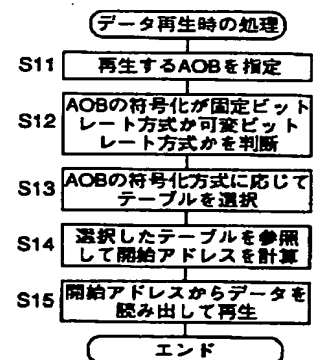 データ再生時の処理
S11 再生するAOBを指定
S12 AOBの符号化が固定ビット
レート方式か可変ビット
レート方式かを判断
S13 AOBの符号化方式に応じて
テーブルを選択
S14 選択したテーブルを参照
して開始アドレスを計算
S15 開始アドレスからデータを
読み出して再生
エンド